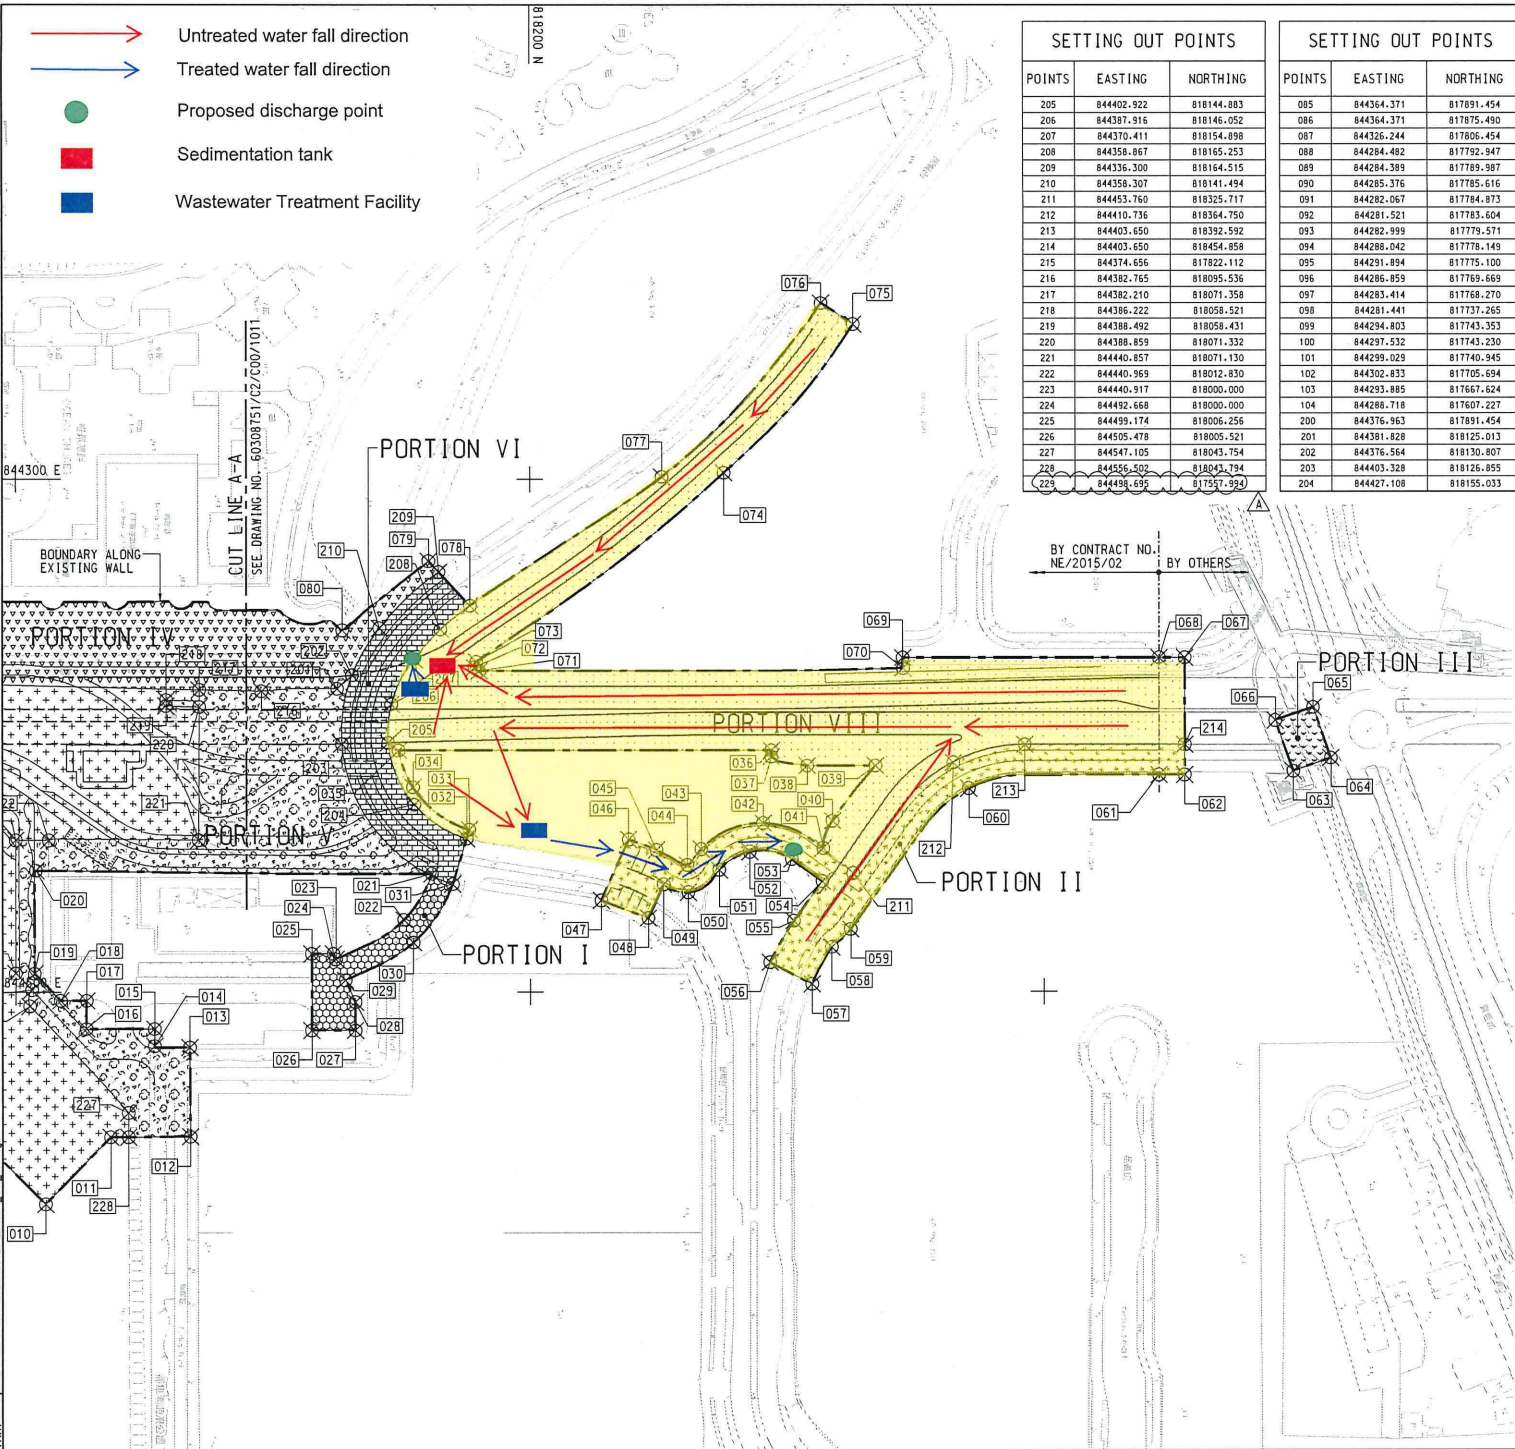 Untreated water fall direction
Treated water fall direction
Proposed discharge point
Sedimentation tank
Wastewater Treatment Facility
818200 N
SETTING OUT POINTS
POINTS EASTING NORTHING
205 844402.922 818144.883
206 844387.916 818146.052
207 844370.411 818154.898
208 844358.867 818165.253
209 844336.300 818164.515
210 844358.307 818141.494
211 844453.760 818325.717
212 844410.736 818364.750
213 844403.650 818392.592
214 844403.650 818454.858
215 844374.656 817822.112
216 844382.765 818095.536
217 844382.210 818071.358
218 844386.222 818058.521
219 844388.492 818058.431
220 844388.859 818071.332
221 844440.857 818071.130
222 844440.969 818012.830
223 844440.917 818000.000
224 844492.668 818000.000
225 844499.174 818006.256
226 844505.478 818005.521
227 844547.105 818043.754
228 844556.502 818043.794
229 844498.695 817557.994
A
SETTING OUT POINTS
POINTS EASTING NORTHING
085 844364.371 817891.454
086 844364.371 817875.490
087 844326.244 817806.454
088 844284.482 817792.947
089 844284.389 817789.987
090 844285.376 817785.616
091 844282.067 817784.873
092 844281.521 817783.604
093 844282.999 817779.571
094 844288.042 817778.149
095 844291.894 817775.100
096 844286.859 817769.669
097 844283.414 817768.270
098 844281.441 817737.265
099 844294.803 817743.353
100 844297.532 817743.230
101 844299.029 817740.945
102 844302.833 817705.694
103 844293.885 817667.624
104 844288.718 817607.227
200 844376.963 817891.454
201 844381.828 818125.013
202 844376.564 818130.807
203 844403.328 818126.855
204 844427.108 818155.033
076
075
077
074
CUT LINE A-A
SEE DRAWING NO. 60308751/C2/C00/1011
844300 E
PORTION VI
209
079
078
210
208
080
BOUNDARY ALONG
EXISTING WALL
BY CONTRACT NO.
NE/2015/02
BY OTHERS
PORTION IV
218
217
202
201
073
072
071
069
070
068
067
PORTION III
066
065
206
216
219
220
205
PORTION VIII
214
203
034
036
037
038
039
213
064
063
062
061
060
033
032
035
204
045
046
043
044
042
040
041
221
PORTION V
212
053
052
051
050
054
055
211
PORTION II
020
021
031
022
023
024
025
047
048
049
059
058
056
057
PORTION I
019
018
017
030
029
028
015
014
016
013
026
027
227
012
011
228
010